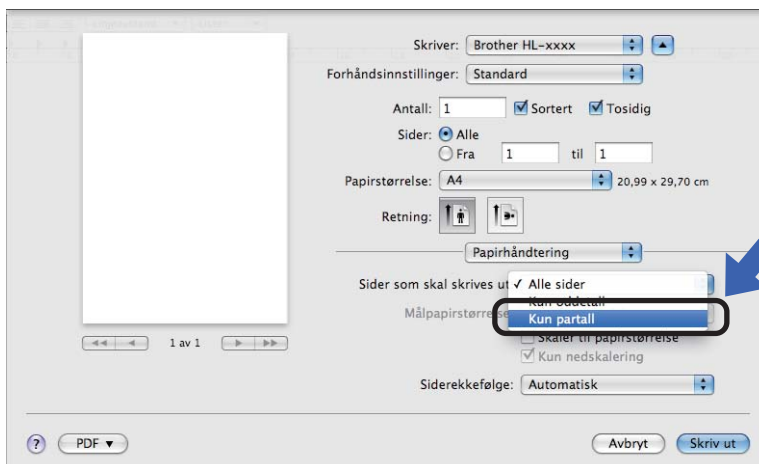 Skriver: Brother HL-xxxx
Forhåndsinnstillinger: Standard
Antall: 1 Sortert Tosidig
Sider: Alle
Fra 1 til 1
Papirstørrelse: A4 20,99 x 29,70 cm
Retning:
Papirhåndtering
Sider som skal skrives ut ✓ Alle sider
Kun oddetall
Målpapirstørrelse Kun partall
Skaler til papirstørrelse
1 av 1
Kun nedskalering
Siderekkefølge: Automatisk
? PDF ▼ Avbryt Skriv ut